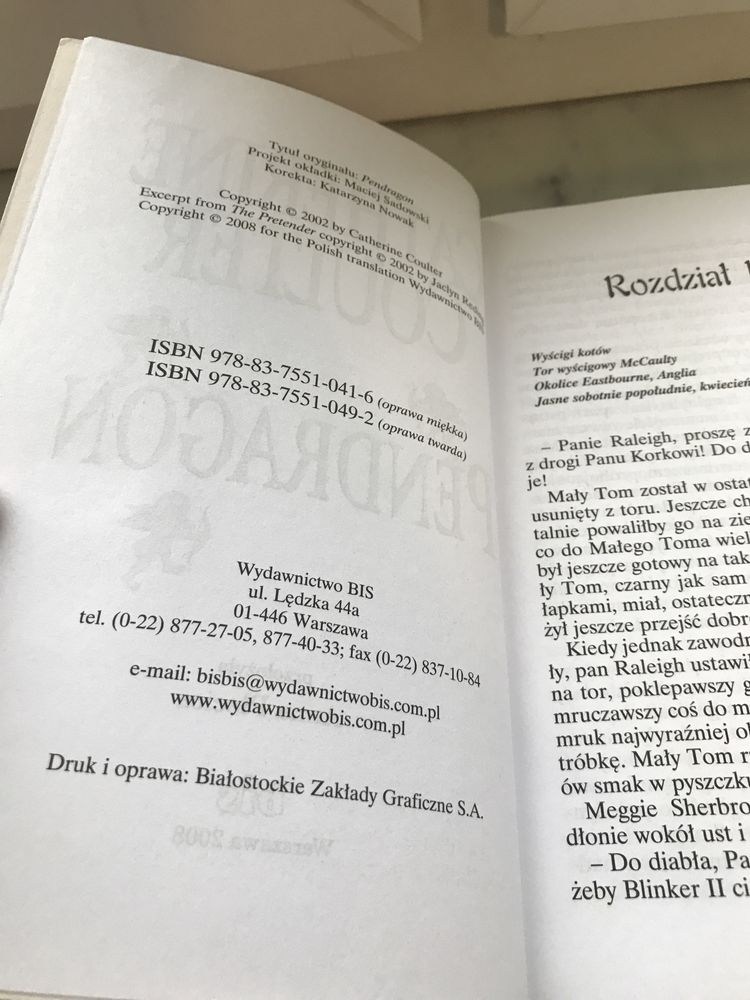 Tytuł oryginału: Pendragon
Projekt okładki: Maciej Sadowski
Korekta: Katarzyna Nowak
Copyright © 2002 by Catherine Coulter
Excerpt from The Pretender copyright © 2002 by Jaclyn
Copyright © 2008 for the Polish translation Wydawnictwo BIS
ISBN 978-83-7551-041-6 (oprawa miękka)
ISBN 978-83-7551-049-2 (oprawa twarda)
Wydawnictwo BIS
ul. Lędzka 44a
01-446 Warszawa
tel. (0-22) 877-27-05, 877-40-33; fax (0-22) 837-10-84
e-mail: bisbis@wydawnictwobis.com.pl
www.wydawnictwobis.com.pl
Druk i oprawa: Białostockie Zakłady Graficzne S.A.
Rozdział
Wyścigi kotów
Tor wyścigowy McCaulty
Okolice Eastbourne, Anglia
Jasne sobotnie popołudnie, kwiecień
– Panie Raleigh, proszę z
z drogi Panu Korkowi! Do d
je!
Mały Tom został w ostat
usunięty z toru. Jeszcze ch
talnie powaliłby go na zie
co do Małego Toma wiel
był jeszcze gotowy na tak
ły Tom, czarny jak sam
łapkami, miał, ostateczn
żył jeszcze przejść dobr
Kiedy jednak zawodn
ły, pan Raleigh ustawił
na tor, poklepawszy g
mruczawszy coś do m
mruk najwyraźniej ob
tróbkę. Mały Tom r
ów smak w pyszczku
Meggie Sherbro
dłonie wokół ust i
– Do diabła, Pa
żeby Blinker II ci